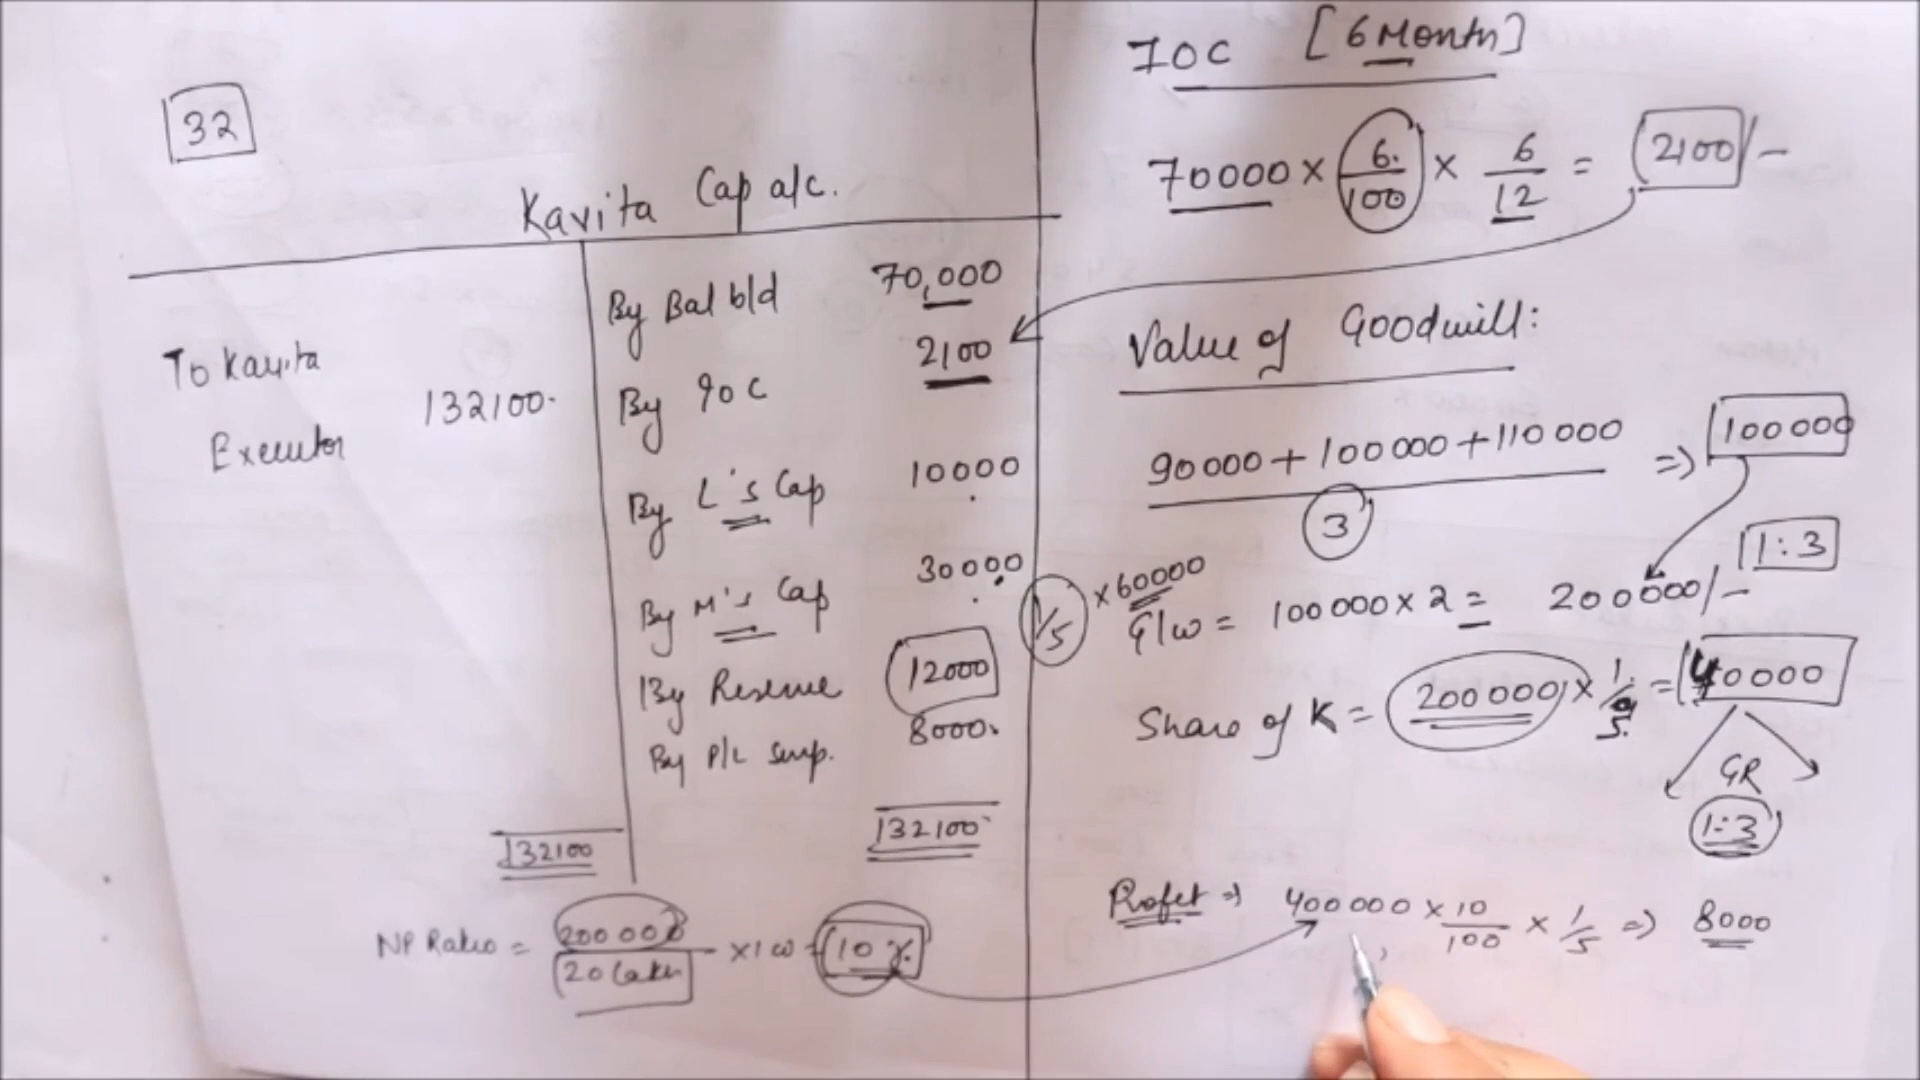 32
Kavita Cap a/c.
To Kavita
Executor 132100.
132100
By Bal b/d 70,000
By IOC 2100
By L's Cap 10000
By M's Cap 30000
By Reserve 12000
By P/L Susp. 8000.
132100
NP Ratio = 200000 / 20 lakh × 100 = 10 %
IOC [6 Month]
70000 × 6/100 × 6/12 = 2100/-
Value of Goodwill:
90000 + 100000 + 110000 / 3 ⇒ 100000
1/5 × 60000
1:3
G/w = 100000 × 2 = 200000/-
Share of K = 200000 × 1/5 = 40000
GR
1:3
Profit ⇒ 400000 × 10/100 × 1/5 ⇒ 8000